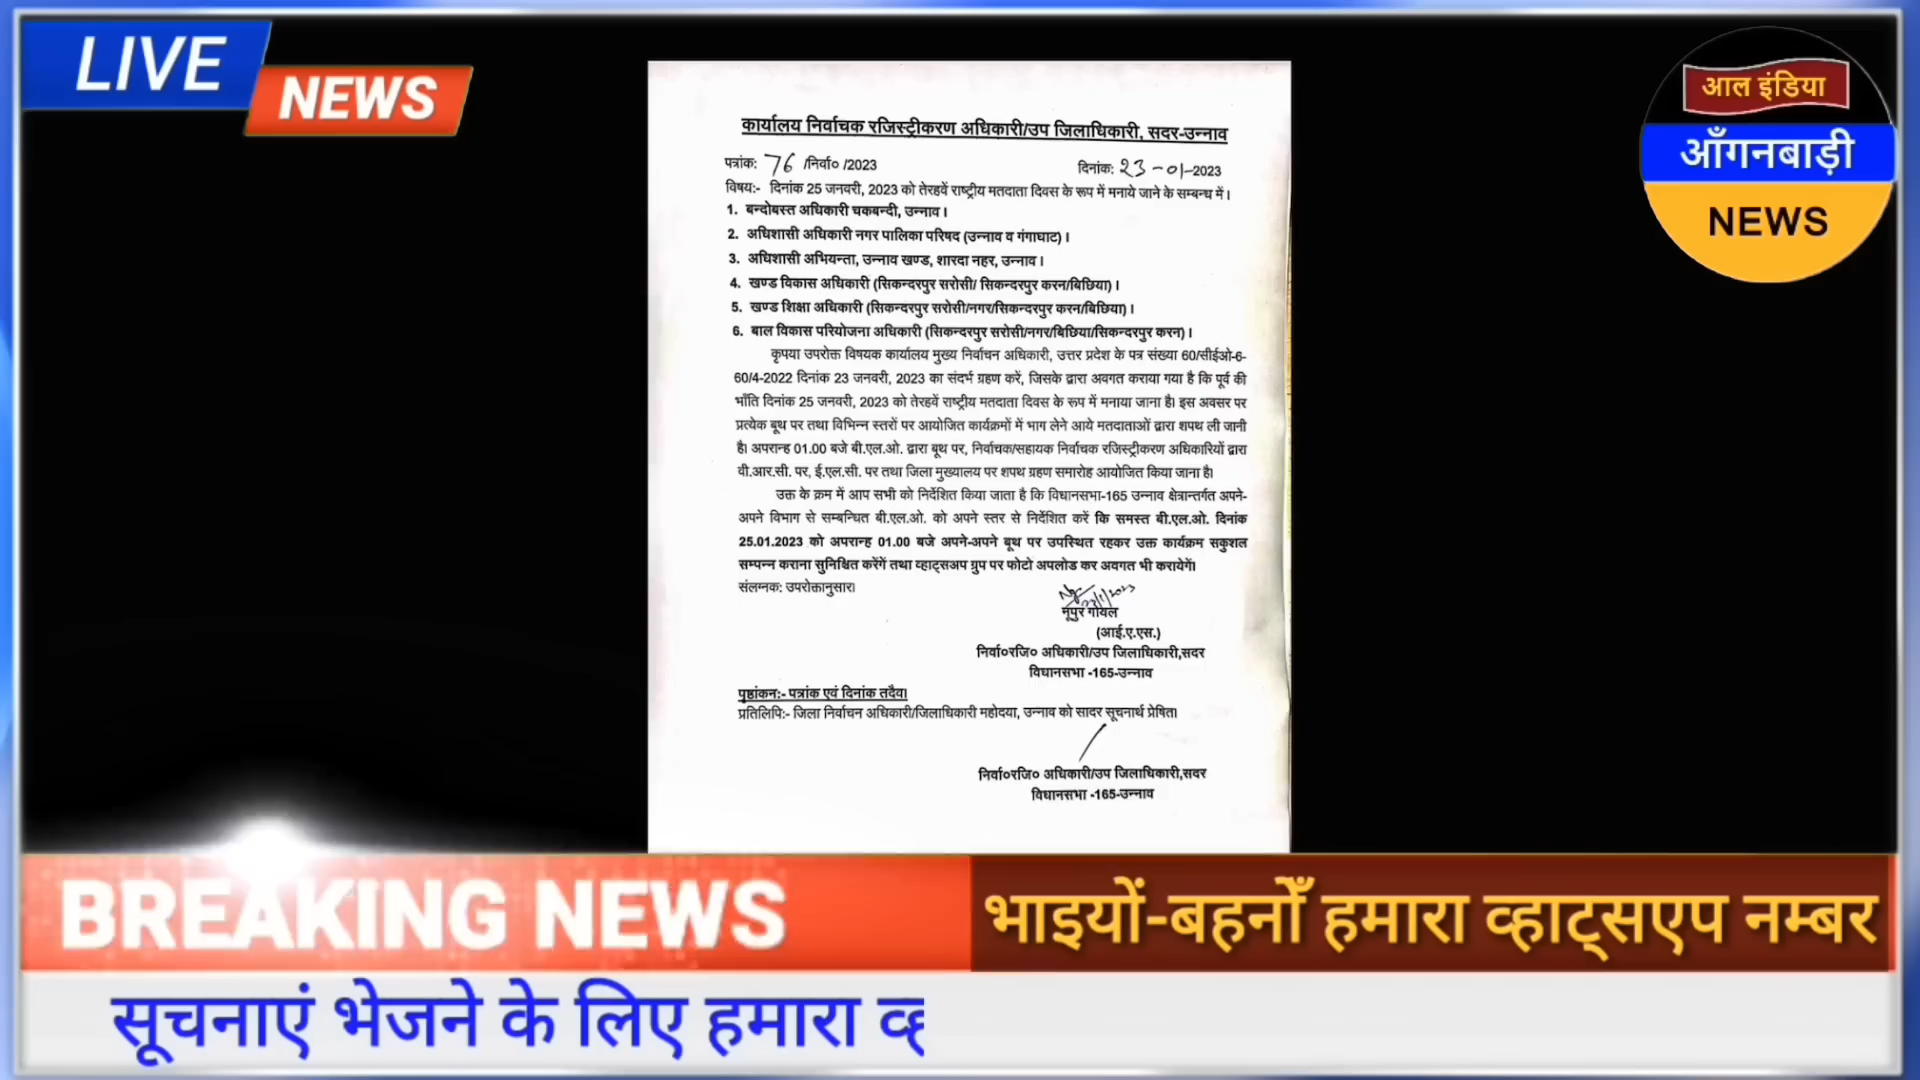 LIVE
NEWS
आल इंडिया
आँगनबाड़ी
NEWS
कार्यालय निर्वाचक रजिस्ट्रीकरण अधिकारी/उप जिलाधिकारी, सदर-उन्नाव
पत्रांक: 76 /निर्वा० /2023 दिनांक: 23-01-2023
विषय:- दिनांक 25 जनवरी, 2023 को तेरहवें राष्ट्रीय मतदाता दिवस के रूप में मनाये जाने के सम्बन्ध में।
1. बन्दोबस्त अधिकारी चकबन्दी, उन्नाव।
2. अधिशासी अधिकारी नगर पालिका परिषद (उन्नाव व गंगाघाट)।
3. अधिशासी अभियन्ता, उन्नाव खण्ड, शारदा नहर, उन्नाव।
4. खण्ड विकास अधिकारी (सिकन्दरपुर सरोसी/ सिकन्दरपुर करन/बिछिया)।
5. खण्ड शिक्षा अधिकारी (सिकन्दरपुर सरोसी/नगर/सिकन्दरपुर करन/बिछिया)।
6. बाल विकास परियोजना अधिकारी (सिकन्दरपुर सरोसी/नगर/बिछिया/सिकन्दरपुर करन)।
कृपया उपरोक्त विषयक कार्यालय मुख्य निर्वाचन अधिकारी, उत्तर प्रदेश के पत्र संख्या 60/सीईओ-6-
60/4-2022 दिनांक 23 जनवरी, 2023 का संदर्भ ग्रहण करें, जिसके द्वारा अवगत कराया गया है कि पूर्व की
भाँति दिनांक 25 जनवरी, 2023 को तेरहवें राष्ट्रीय मतदाता दिवस के रूप में मनाया जाना है। इस अवसर पर
प्रत्येक बूथ पर तथा विभिन्न स्तरों पर आयोजित कार्यक्रमों में भाग लेने आये मतदाताओं द्वारा शपथ ली जानी
है। अपरान्ह 01.00 बजे बी.एल.ओ. द्वारा बूथ पर, निर्वाचक/सहायक निर्वाचक रजिस्ट्रीकरण अधिकारियों द्वारा
वी.आर.सी. पर, ई.एल.सी. पर तथा जिला मुख्यालय पर शपथ ग्रहण समारोह आयोजित किया जाना है।
उक्त के क्रम में आप सभी को निर्देशित किया जाता है कि विधानसभा-165 उन्नाव क्षेत्रान्तर्गत अपने-
अपने विभाग से सम्बन्धित बी.एल.ओ. को अपने स्तर से निर्देशित करें कि समस्त बी.एल.ओ. दिनांक
25.01.2023 को अपरान्ह 01.00 बजे अपने-अपने बूथ पर उपस्थित रहकर उक्त कार्यक्रम सकुशल
सम्पन्न कराना सुनिश्चित करेंगें तथा व्हाट्सअप ग्रुप पर फोटो अपलोड कर अवगत भी करायेगें।
संलग्नक: उपरोक्तानुसार।
23/1/2023
नूपुर गोयल
(आई.ए.एस.)
निर्वा०रजि० अधिकारी/उप जिलाधिकारी,सदर
विधानसभा -165-उन्नाव
पृष्ठांकन:- पत्रांक एवं दिनांक तदैव।
प्रतिलिपि:- जिला निर्वाचन अधिकारी/जिलाधिकारी महोदया, उन्नाव को सादर सूचनार्थ प्रेषित।
निर्वा०रजि० अधिकारी/उप जिलाधिकारी,सदर
विधानसभा -165-उन्नाव
BREAKING NEWS
भाइयों-बहनोँ हमारा व्हाट्सएप नम्बर
सूचनाएं भेजने के लिए हमारा